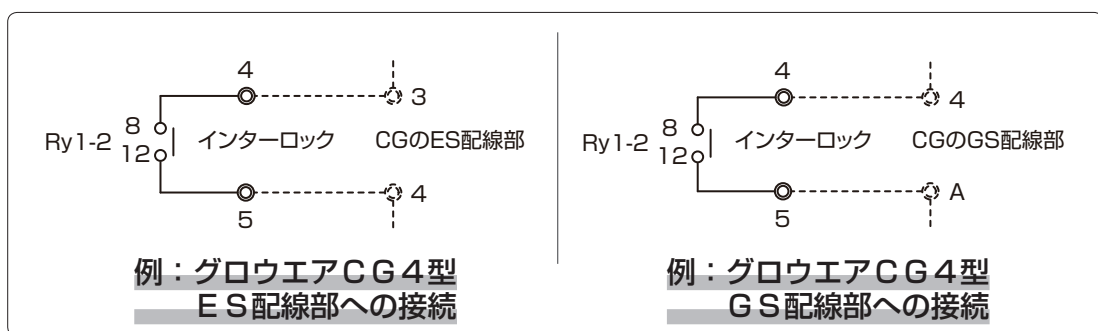 4
3
Ry1-2
8
12
インターロック
CGのES配線部
4
5
例：グロウエアCG4型
ES配線部への接続
4
4
Ry1-2
8
12
インターロック
CGのGS配線部
A
5
例：グロウエアCG4型
GS配線部への接続